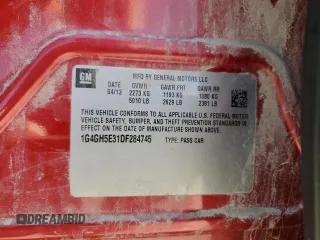 GM
MFD BY GENERAL MOTORS LLC
DATE GVWR GAWR FRT GAWR RR
04/13 2273 KG 1193 KG 1080 KG
5010 LB 2629 LB 2381 LB
THIS VEHICLE CONFORMS TO ALL APPLICABLE U.S. FEDERAL MOTOR
VEHICLE SAFETY, BUMPER, AND THEFT PREVENTION STANDARDS IN
EFFECT ON THE DATE OF MANUFACTURE SHOWN ABOVE.
1G4GH5E31DF284745 TYPE: PASS CAR
DREAMBID